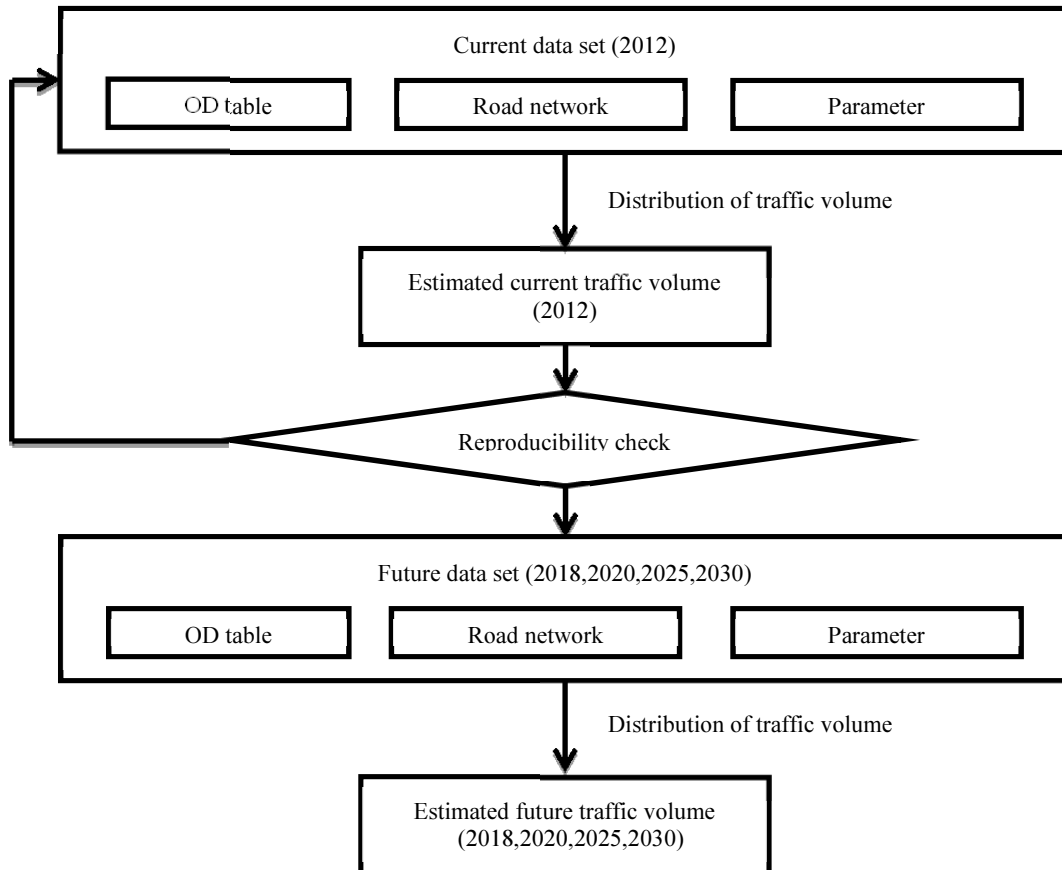 Current data set (2012)
OD table
Road network
Parameter
Distribution of traffic volume
Estimated current traffic volume
(2012)
Reproducibility check
Future data set (2018,2020,2025,2030)
OD table
Road network
Parameter
Distribution of traffic volume
Estimated future traffic volume
(2018,2020,2025,2030)